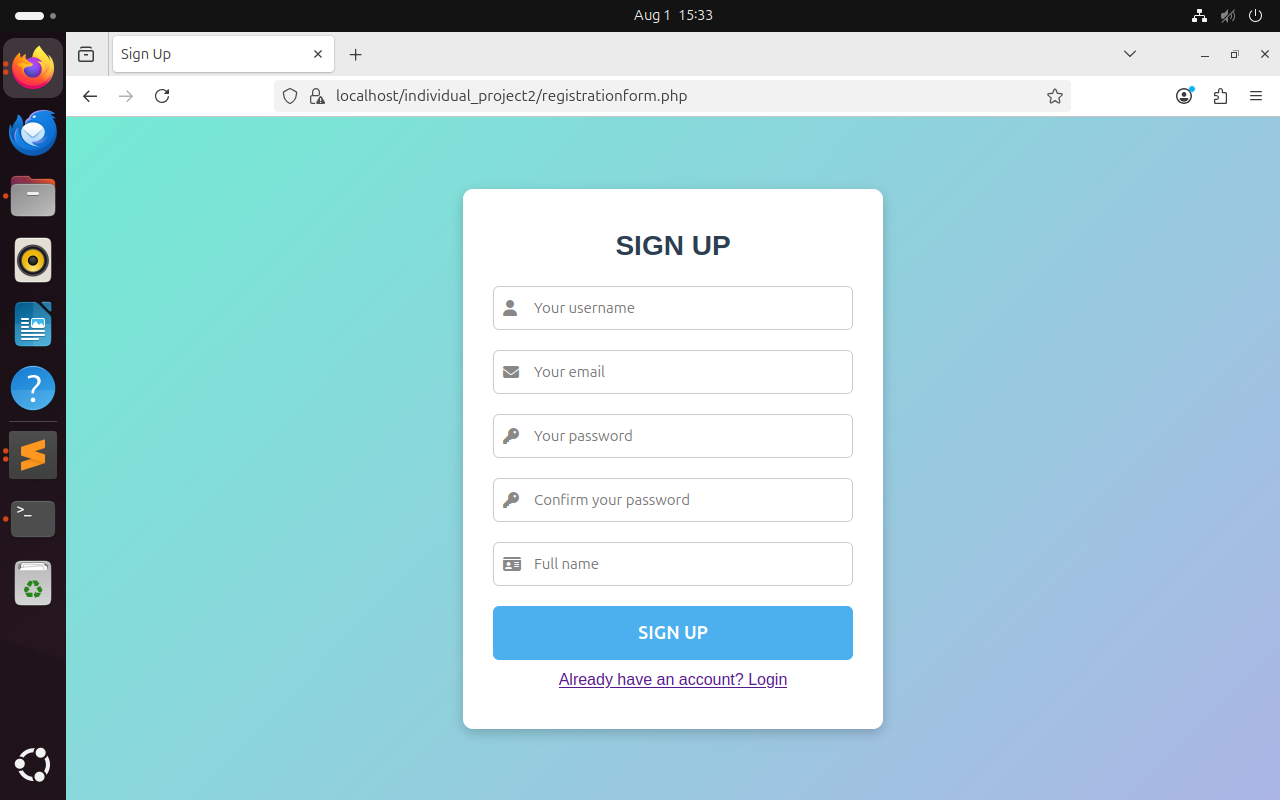 Aug 1 15:33
Sign Up
localhost/individual_project2/registrationform.php
SIGN UP
Your username
Your email
Your password
Confirm your password
Full name
SIGN UP
Already have an account? Login